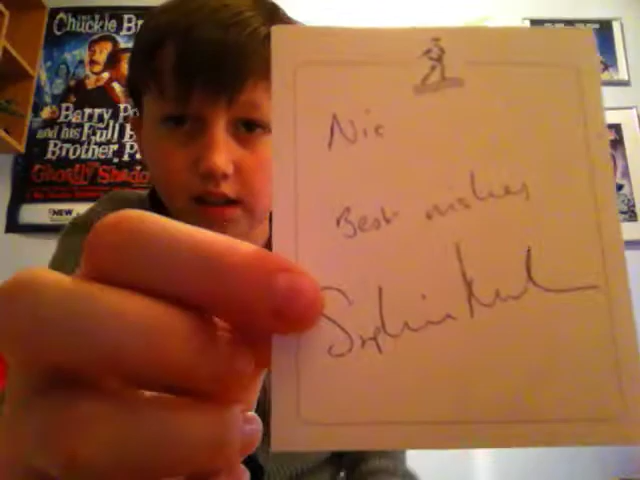 Chuckle Br
Barry Po
and his Full B
Brother P
Ghostly Shado
NEW
Nic
Best wishes